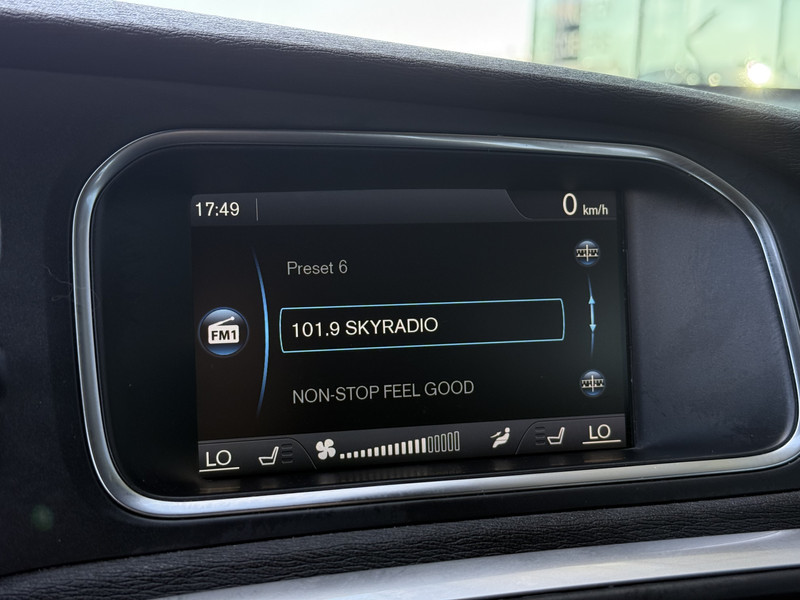 17:49
0 km/h
Preset 6
FM1
101.9 SKYRADIO
NON-STOP FEEL GOOD
LO
LO